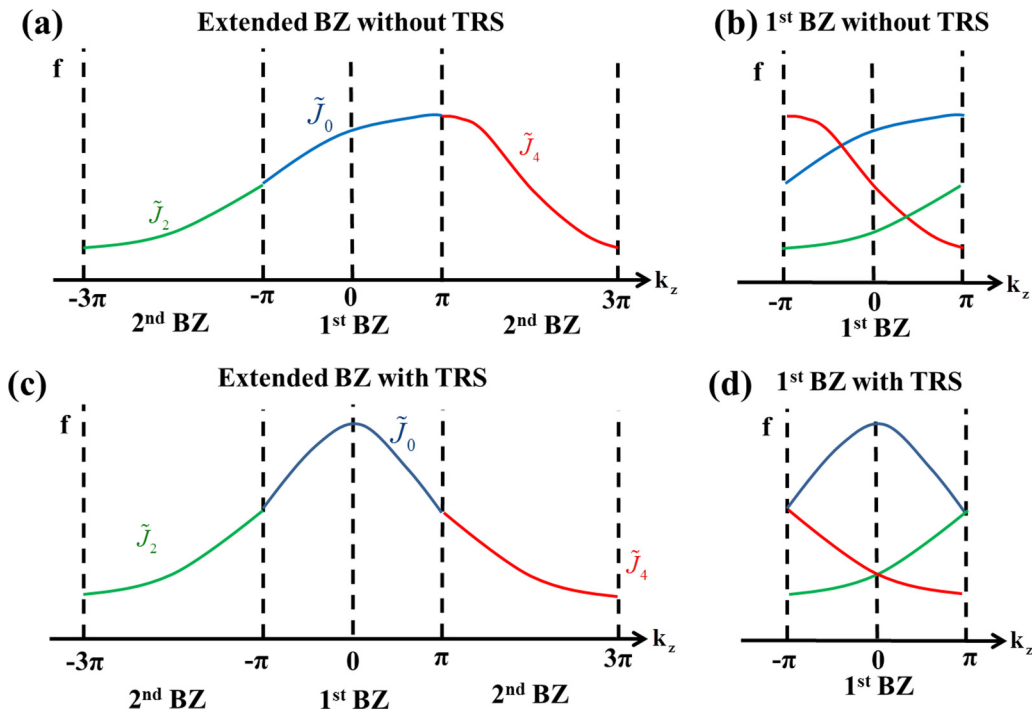 (a) Extended BZ without TRS
f
J̃0
J̃4
J̃2
kz
-3π -π 0 π 3π
2nd BZ 1st BZ 2nd BZ
(b) 1st BZ without TRS
f
kz
-π 0 π
1st BZ
(c) Extended BZ with TRS
f
J̃0
J̃2
J̃4
kz
-3π -π 0 π 3π
2nd BZ 1st BZ 2nd BZ
(d) 1st BZ with TRS
f
kz
-π 0 π
1st BZ